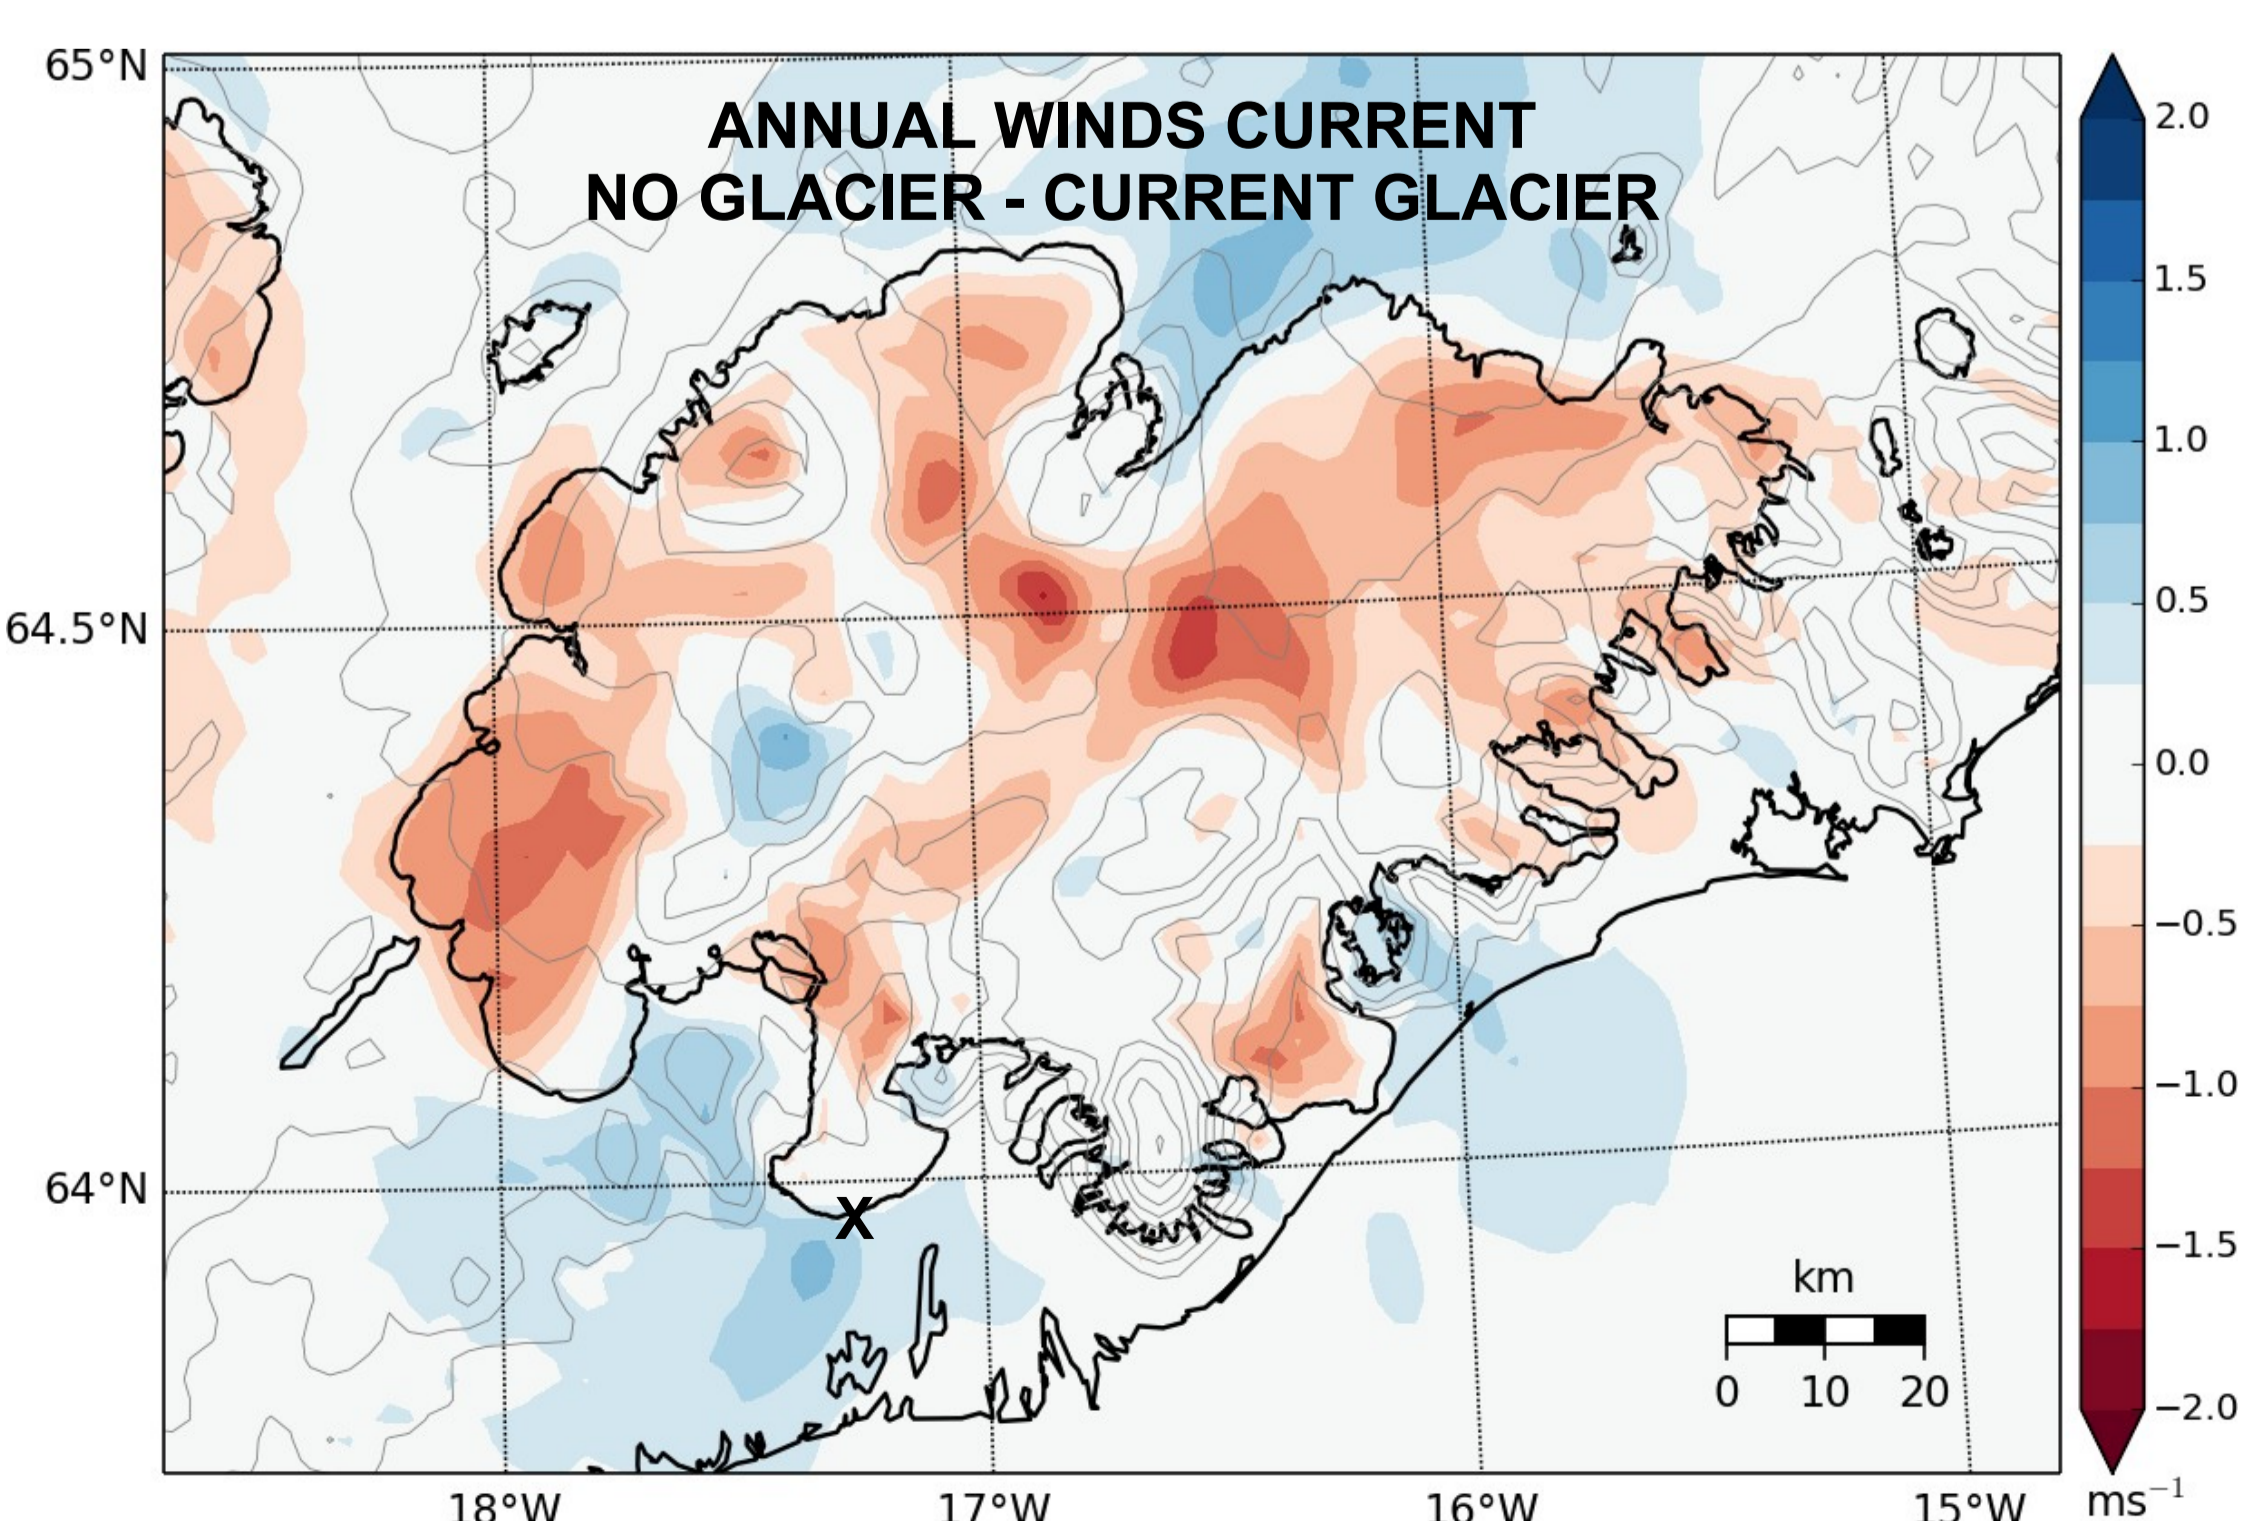 65°N
ANNUAL WINDS CURRENT
NO GLACIER - CURRENT GLACIER
64.5°N
64°N
X
km
0 10 20
18°W 17°W 16°W 15°W
2.0
1.5
1.0
0.5
0.0
−0.5
−1.0
−1.5
−2.0
ms⁻¹